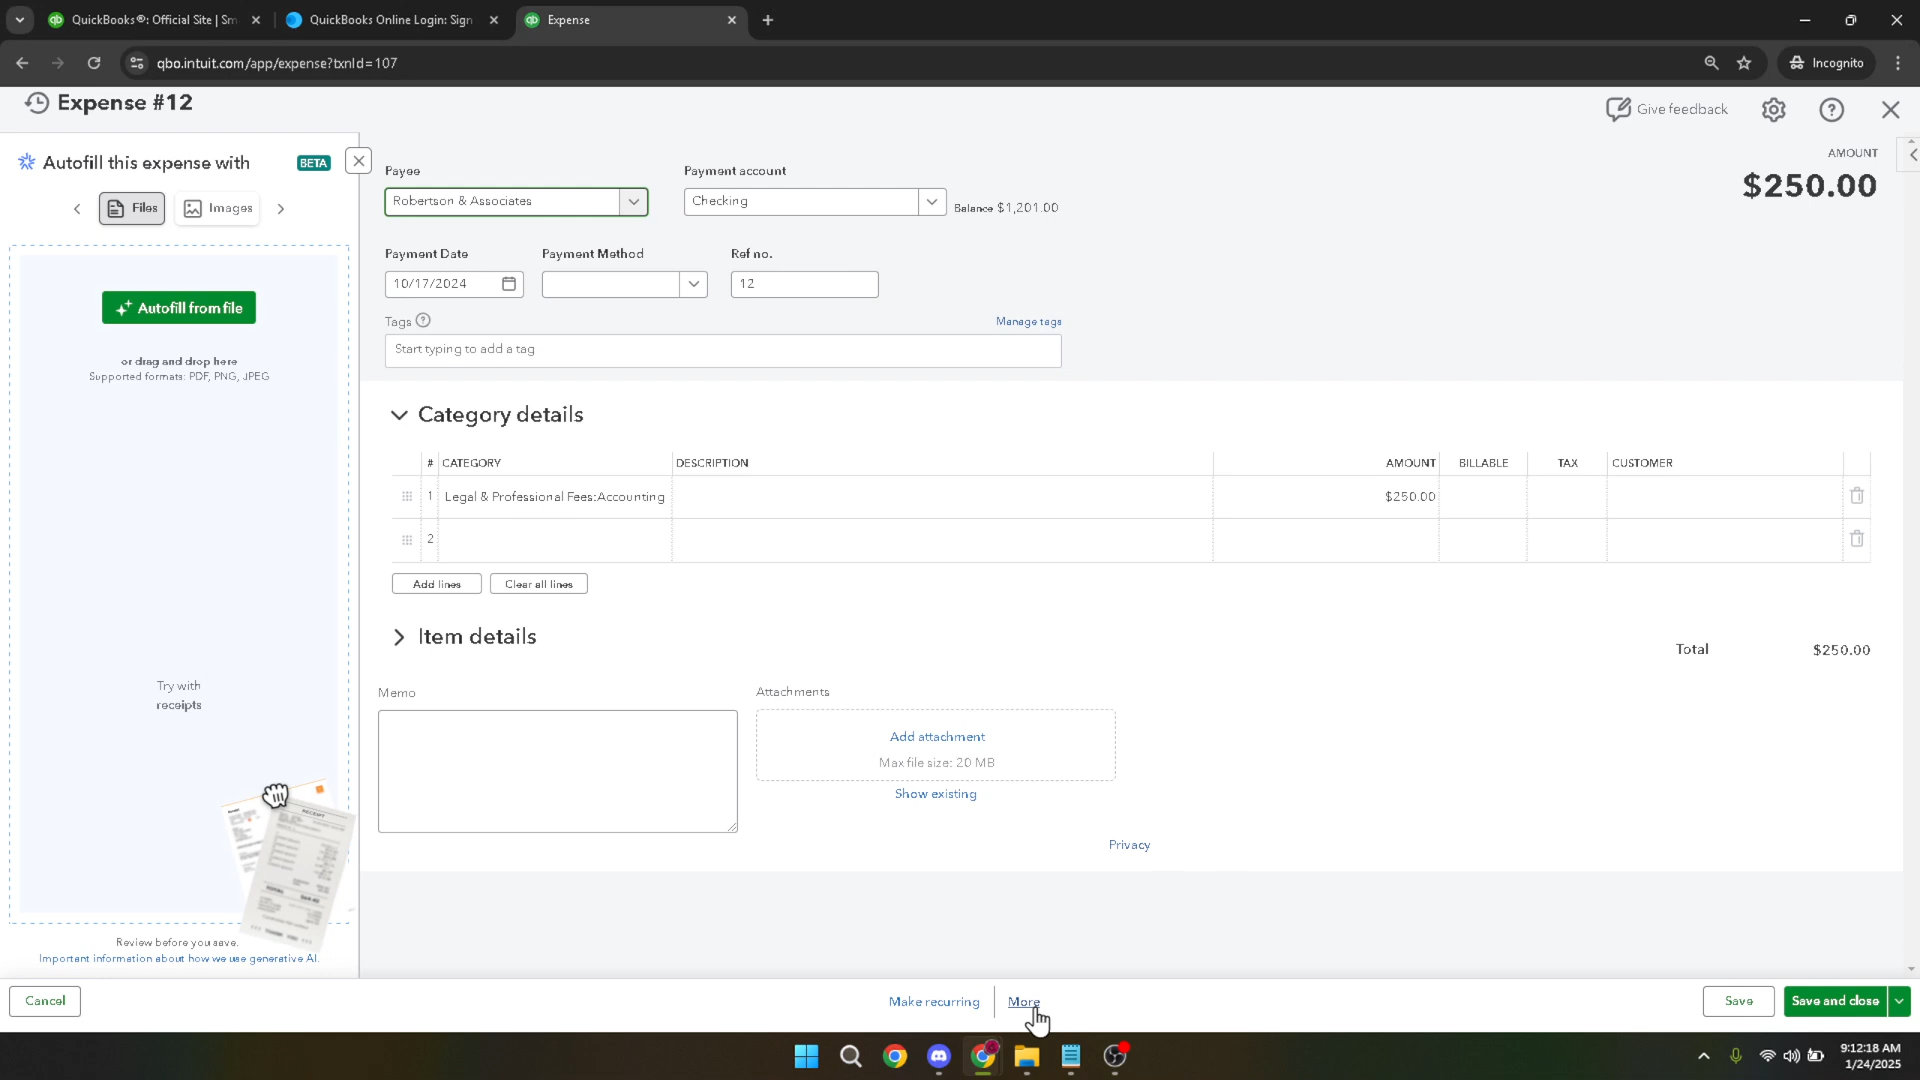 QuickBooks®: Official Site | Sm
QuickBooks Online Login: Sign
Expense
qbo.intuit.com/app/expense?txnId=107
Incognito
Expense #12
Give feedback
Autofill this expense with
BETA
Files
Images
Autofill from file
or drag and drop here
Supported formats: PDF, PNG, JPEG
Try with
receipts
Review before you save.
Important information about how we use generative AI.
AMOUNT
$250.00
Payee
Payment account
Robertson & Associates
Checking
Balance $1,201.00
Payment Date
Payment Method
Ref no.
10/17/2024
12
Tags
Manage tags
Start typing to add a tag
Category details
# CATEGORY DESCRIPTION AMOUNT BILLABLE TAX CUSTOMER
1 Legal & Professional Fees:Accounting $250.00
2
Add lines
Clear all lines
Item details
Total $250.00
Memo
Attachments
Add attachment
Max file size: 20 MB
Show existing
Privacy
Cancel
Make recurring
More
Save
Save and close
9:12:18 AM
1/24/2025